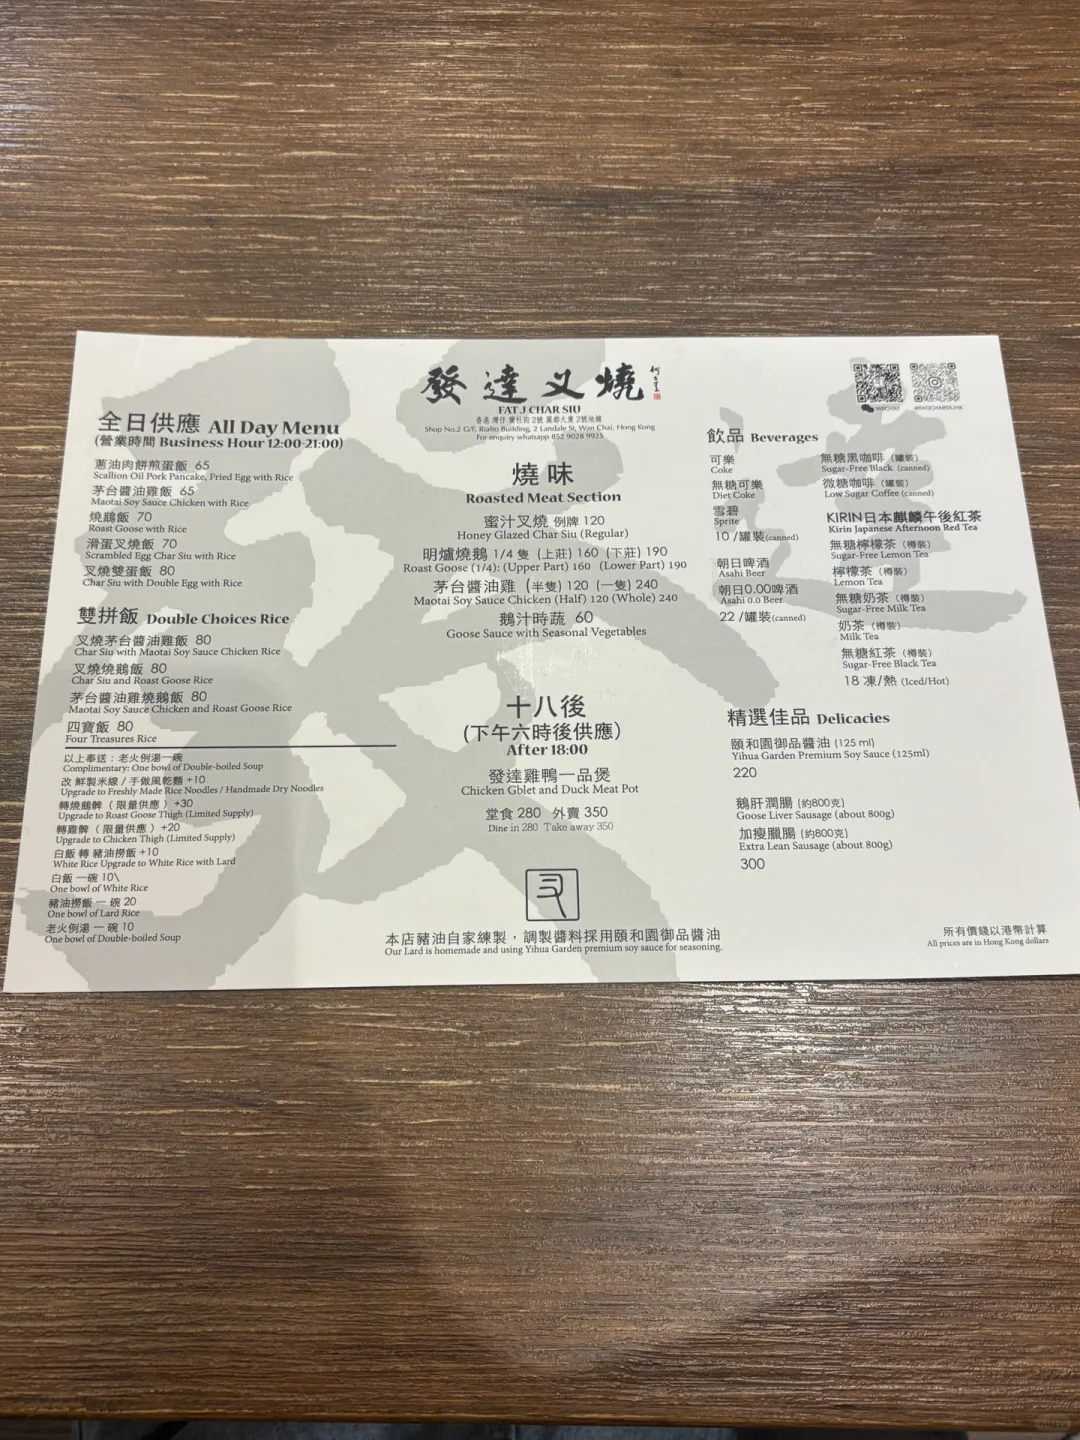 發達叉燒
FAT J CHAR SIU
香港 灣仔 蘭杜街 2號 麗都大廈 2號地鋪
Shop No.2 G/F, Rialto Building, 2 Landale St, Wan Chai, Hong Kong
For enquiry whatsapp 852 9028 9925
全日供應 All Day Menu
(營業時間 Business Hour 12:00-21:00)
蔥油肉餅煎蛋飯 65
Scallion Oil Pork Pancake, Fried Egg with Rice
茅台醬油雞飯 65
Maotai Soy Sauce Chicken with Rice
燒鵝飯 70
Roast Goose with Rice
滑蛋叉燒飯 70
Scrambled Egg Char Siu with Rice
叉燒雙蛋飯 80
Char Siu with Double Egg with Rice
雙拼飯 Double Choices Rice
叉燒茅台醬油雞飯 80
Char Siu with Maotai Soy Sauce Chicken Rice
叉燒燒鵝飯 80
Char Siu and Roast Goose Rice
茅台醬油雞燒鵝飯 80
Maotai Soy Sauce Chicken and Roast Goose Rice
四寶飯 80
Four Treasures Rice
以上奉送：老火例湯一碗
Complimentary: One bowl of Double-boiled Soup
改 鮮製米線 / 手做風乾麵 +10
Upgrade to Freshly Made Rice Noodles / Handmade Dry Noodles
轉燒鵝髀（ 限量供應 ）+30
Upgrade to Roast Goose Thigh (Limited Supply)
轉雞髀（ 限量供應 ）+20
Upgrade to Chicken Thigh (Limited Supply)
白飯 轉 豬油撈飯 +10
White Rice Upgrade to White Rice with Lard
白飯 一碗 10\
One bowl of White Rice
豬油撈飯 一 碗 20
One bowl of Lard Rice
老火例湯 一 碗 10
One bowl of Double-boiled Soup
燒味
Roasted Meat Section
蜜汁叉燒 例牌 120
Honey Glazed Char Siu (Regular)
明爐燒鵝 1/4 隻 (上莊) 160 (下莊) 190
Roast Goose (1/4): (Upper Part) 160 (Lower Part) 190
茅台醬油雞 (半隻) 120 (一隻) 240
Maotai Soy Sauce Chicken (Half) 120 (Whole) 240
鵝汁時蔬 60
Goose Sauce with Seasonal Vegetables
十八後
(下午六時後供應)
After 18:00
發達雞鴨一品煲
Chicken Gblet and Duck Meat Pot
堂食 280 外賣 350
Dine in 280 Take away 350
本店豬油自家練製，調製醬料採用頤和園御品醬油
Our Lard is homemade and using Yihua Garden premium soy sauce for seasoning.
WECHAT
@FATJCHARSIUHK
飲品 Beverages
可樂
Coke
無糖可樂
Diet Coke
雪碧
Sprite
10 /罐裝(canned)
朝日啤酒
Asahi Beer
朝日0.00啤酒
Asahi 0.0 Beer
22 /罐裝(canned)
無糖黑咖啡（罐裝）
Sugar-Free Black (canned)
微糖咖啡（罐裝）
Low Sugar Coffee (canned)
KIRIN日本麒麟午後紅茶
Kirin Japanese Afternoon Red Tea
無糖檸檬茶（樽裝）
Sugar-Free Lemon Tea
檸檬茶（樽裝）
Lemon Tea
無糖奶茶（樽裝）
Sugar-Free Milk Tea
奶茶（樽裝）
Milk Tea
無糖紅茶（樽裝）
Sugar-Free Black Tea
18 凍/熱 (Iced/Hot)
精選佳品 Delicacies
頤和園御品醬油 (125 ml)
Yihua Garden Premium Soy Sauce (125ml)
220
鵝肝潤腸 (約800克)
Goose Liver Sausage (about 800g)
加瘦臘腸 (約800克)
Extra Lean Sausage (about 800g)
300
所有價錢以港幣計算
All prices are in Hong Kong dollars